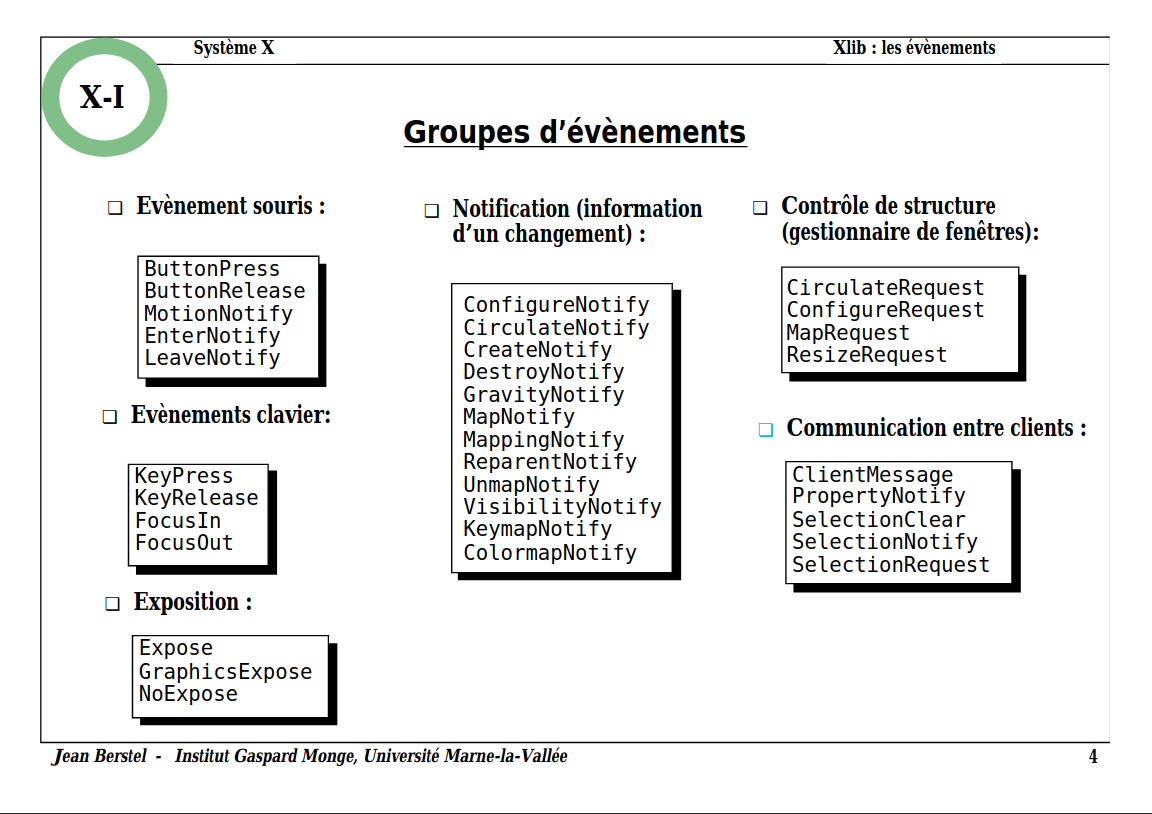 Système X
Xlib : les évènements
X-I
Groupes d’évènements
❏ Evènement souris :
ButtonPress
ButtonRelease
MotionNotify
EnterNotify
LeaveNotify
❏ Evènements clavier:
KeyPress
KeyRelease
FocusIn
FocusOut
❏ Exposition :
Expose
GraphicsExpose
NoExpose
❏ Notification (information
d’un changement) :
ConfigureNotify
CirculateNotify
CreateNotify
DestroyNotify
GravityNotify
MapNotify
MappingNotify
ReparentNotify
UnmapNotify
VisibilityNotify
KeymapNotify
ColormapNotify
❏ Contrôle de structure
(gestionnaire de fenêtres):
CirculateRequest
ConfigureRequest
MapRequest
ResizeRequest
❏ Communication entre clients :
ClientMessage
PropertyNotify
SelectionClear
SelectionNotify
SelectionRequest
Jean Berstel - Institut Gaspard Monge, Université Marne-la-Vallée
4